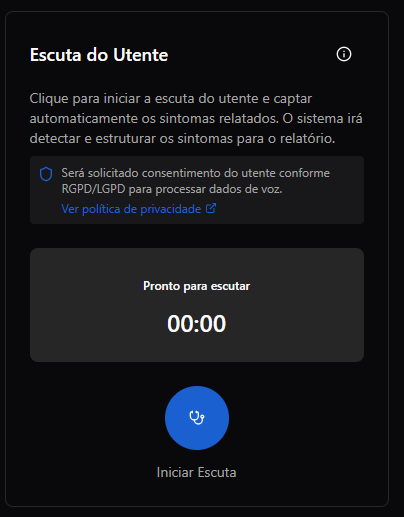 Escuta do Utente
Clique para iniciar a escuta do utente e captar
automaticamente os sintomas relatados. O sistema irá
detectar e estruturar os sintomas para o relatório.
Será solicitado consentimento do utente conforme
RGPD/LGPD para processar dados de voz.
Ver política de privacidade
Pronto para escutar
00:00
Iniciar Escuta